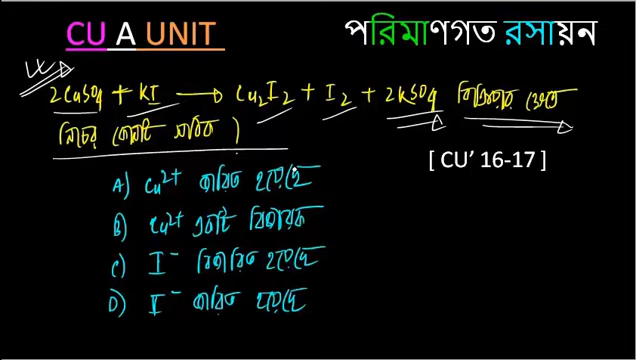 CU A UNIT
পরিমাণগত রসায়ন
2CuSO4 + KI → Cu2I2 + I2 + 2KSO4 বিক্রিয়ার ক্ষেত্রে
নিচের কোনটি সঠিক )
[ CU' 16-17 ]
A) Cu2+ জারিত হয়েছে
B) Cu2+ একটি বিজারক
C) I- বিজারিত হয়েছে
D) I- জারিত হয়েছে